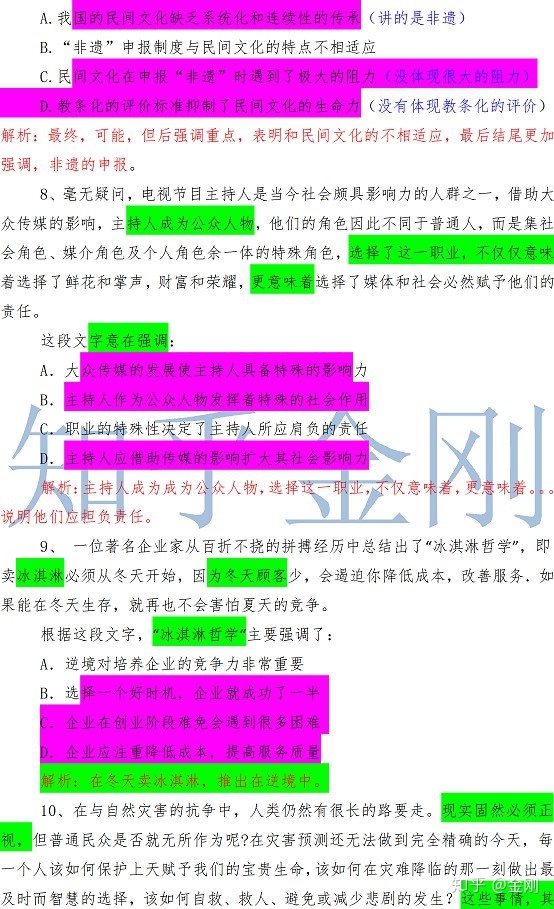 A.我国的民间文化缺乏系统化和连续性的传承（讲的是非遗）
B.“非遗”申报制度与民间文化的特点不相适应
C.民间文化在申报“非遗”时遇到了极大的阻力（没体现很大的阻力）
D.教条化的评价标准抑制了民间文化的生命力（没有体现教条化的评价）
解析：最终，可能，但后强调重点，表明和民间文化的不相适应，最后结尾更加
强调，非遗的申报。
8、毫无疑问，电视节目主持人是当今社会颇具影响力的人群之一，借助大
众传媒的影响，主持人成为公众人物，他们的角色因此不同于普通人，而是集社
会角色、媒介角色及个人角色余一体的特殊角色，选择了这一职业，不仅仅意味
着选择了鲜花和掌声，财富和荣耀，更意味着选择了媒体和社会必然赋予他们的
责任。
这段文字意在强调：
A．大众传媒的发展使主持人具备特殊的影响力
B．主持人作为公众人物发挥着特殊的社会作用
C．职业的特殊性决定了主持人所应肩负的责任
D．主持人应借助传媒的影响扩大其社会影响力
解析：主持人成为成为公众人物，选择这一职业，不仅意味着，更意味着。。。
说明他们应担负责任。
9、 一位著名企业家从百折不挠的拼搏经历中总结出了“冰淇淋哲学”，即
卖冰淇淋必须从冬天开始，因为冬天顾客少，会逼迫你降低成本，改善服务．如
果能在冬天生存，就再也不会害怕夏天的竞争。
根据这段文字，“冰淇淋哲学”主要强调了：
A．逆境对培养企业的竞争力非常重要
B．选择一个好时机，企业就成功了一半
C．企业在创业阶段难免会遇到很多困难
D．企业应注重降低成本，提高服务质量
解析：在冬天卖冰淇淋，推出在逆境中。
10、在与自然灾害的抗争中，人类仍然有很长的路要走。现实固然必须正
视，但普通民众是否就无所作为呢?在灾害预测还无法做到完全精确的今天，每
一个人该如何保护上天赋予我们的宝贵生命，该如何在灾难降临的那一刻做出最
及时而智慧的选择，该如何自救、救人、避免或减少悲剧的发生？这些事情，其
知乎金刚
知乎 @金刚